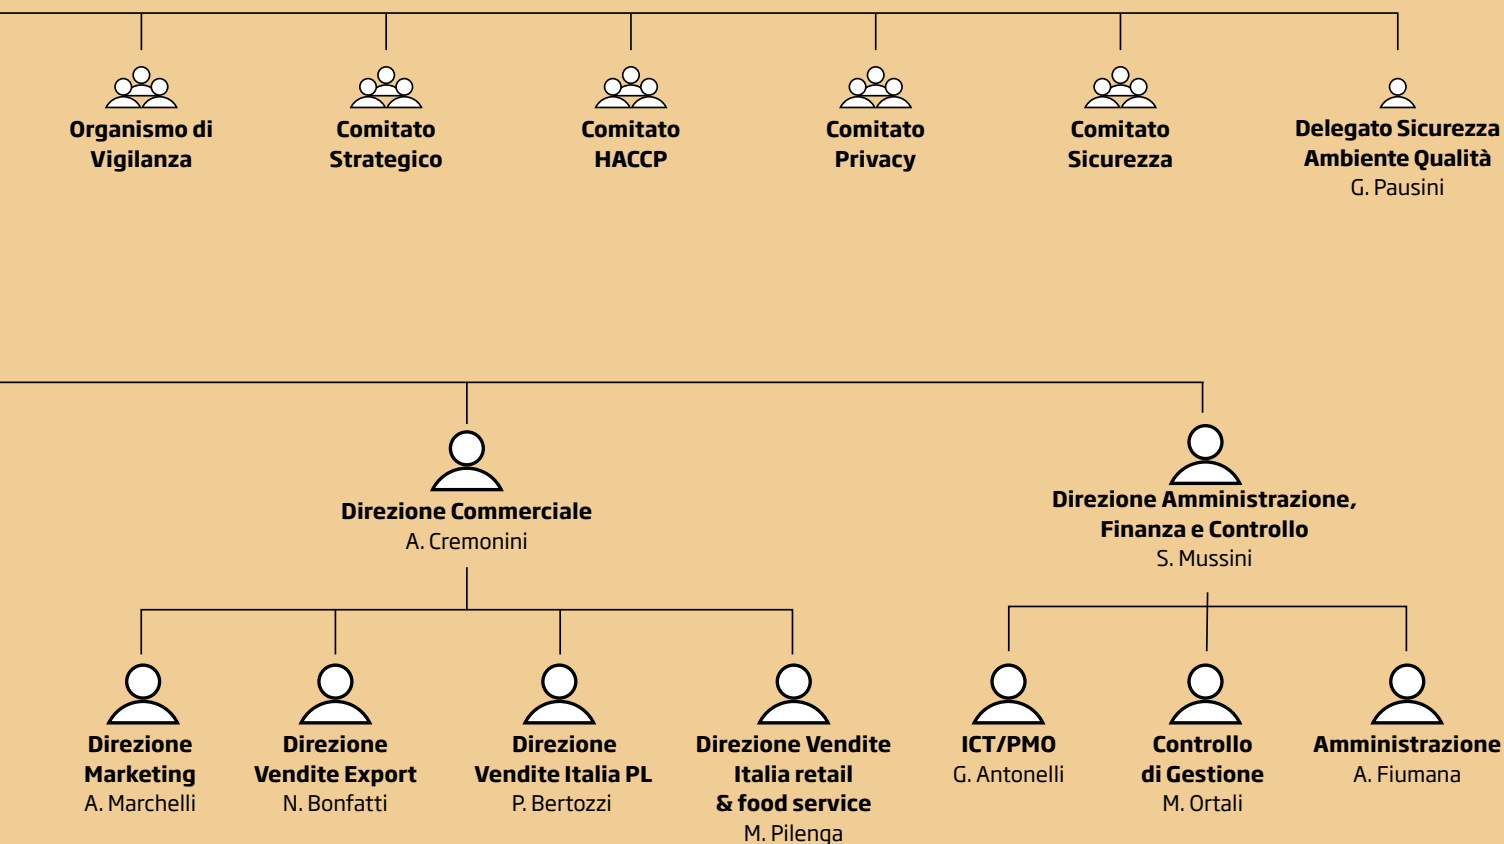 Organismo di
Vigilanza
Comitato
Strategico
Comitato
HACCP
Comitato
Privacy
Comitato
Sicurezza
Delegato Sicurezza
Ambiente Qualità
G. Pausini
Direzione Commerciale
A. Cremonini
Direzione Amministrazione,
Finanza e Controllo
S. Mussini
Direzione
Marketing
A. Marchelli
Direzione
Vendite Export
N. Bonfatti
Direzione
Vendite Italia PL
P. Bertozzi
Direzione Vendite
Italia retail
& food service
M. Pilenga
ICT/PMO
G. Antonelli
Controllo
di Gestione
M. Ortali
Amministrazione
A. Fiumana